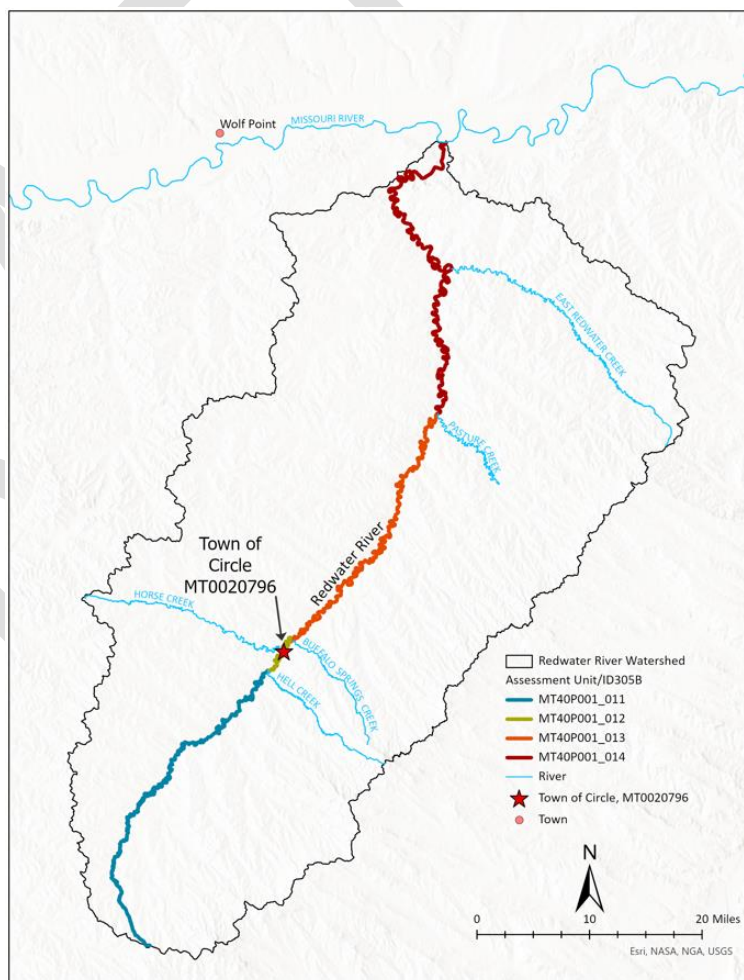 Wolf Point
MISSOURI RIVER
EAST REDWATER CREEK
PASTURE CREEK
Redwater River
Town of
Circle
MT0020796
HORSE CREEK
BUFFALO SPRINGS CREEK
HELL CREEK
Redwater River Watershed
Assessment Unit/ID305B
MT40P001_011
MT40P001_012
MT40P001_013
MT40P001_014
River
Town of Circle, MT0020796
Town
N
0 10 20 Miles
Esri, NASA, NGA, USGS